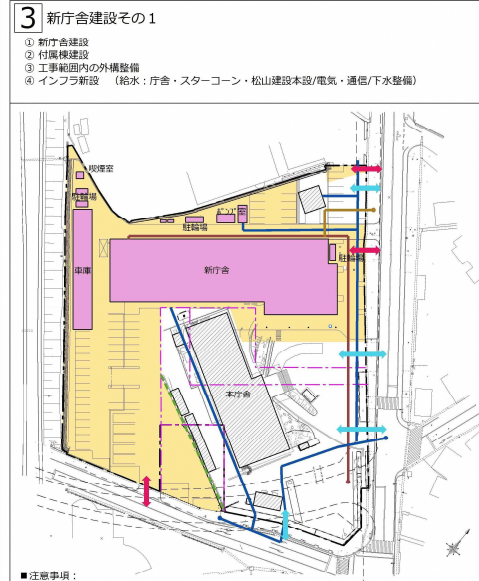 3 新庁舎建設その１
① 新庁舎建設
② 付属棟建設
③ 工事範囲内の外構整備
④ インフラ新設　（給水：庁舎・スターコーン・松山建設本設/電気・通信/下水整備）
喫煙室
駐輪場
ポンプ室
駐輪場
新庁舎
駐輪場
車庫
本庁舎
■注意事項：